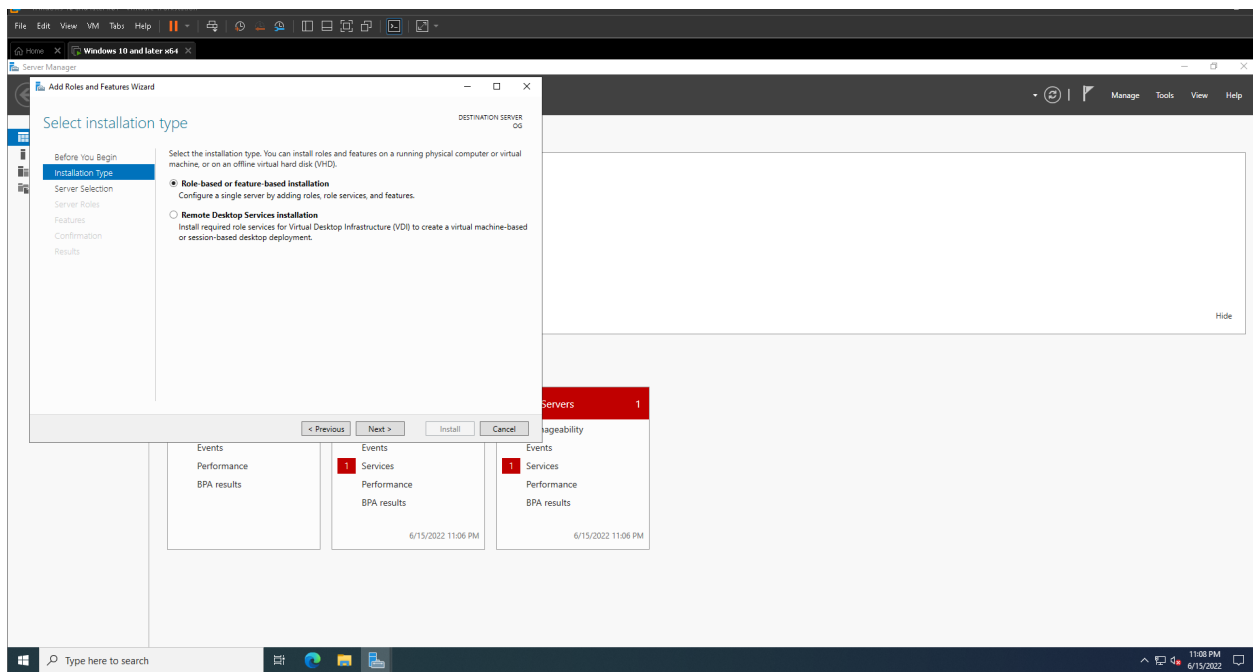 File Edit View VM Tabs Help
Home
Windows 10 and later x64
Server Manager
Add Roles and Features Wizard
Manage Tools View Help
Select installation type
DESTINATION SERVER
OG
Before You Begin
Installation Type
Server Selection
Server Roles
Features
Confirmation
Results
Select the installation type. You can install roles and features on a running physical computer or virtual
machine, or on an offline virtual hard disk (VHD).
Role-based or feature-based installation
Configure a single server by adding roles, role services, and features.
Remote Desktop Services installation
Install required role services for Virtual Desktop Infrastructure (VDI) to create a virtual machine-based
or session-based desktop deployment.
Hide
< Previous Next > Install Cancel
Servers 1
ageability
Events
Performance
BPA results
Events
1 Services
Performance
BPA results
6/15/2022 11:06 PM
Events
1 Services
Performance
BPA results
6/15/2022 11:06 PM
Type here to search
11:08 PM
6/15/2022